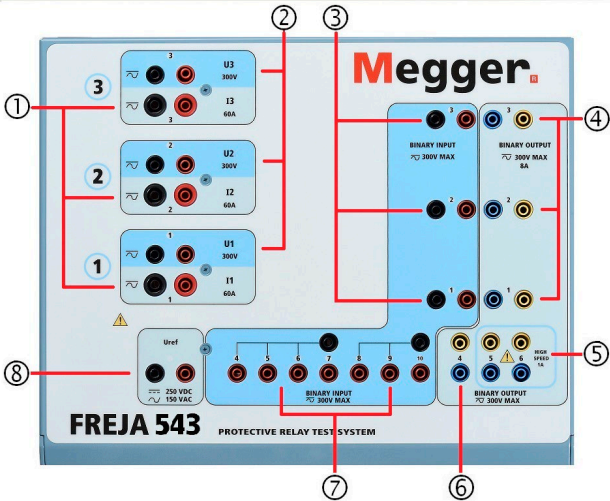 ② ③
3 U3
300V
3 I3
60A
3
Megger
①
④
3 3
BINARY INPUT
300V MAX
BINARY OUTPUT
300V MAX
8A
2 U2
300V
2 I2
60A
2
2 2
1 U1
300V
1 I1
60A
1
1 1
Uref
250 VDC
150 VAC
⑧
4 5 6 7 8 9 10
BINARY INPUT
300V MAX
4 5 6
HIGH
SPEED
1A
⑤
BINARY OUTPUT
300V MAX
FREJA 543 PROTECTIVE RELAY TEST SYSTEM
⑦ ⑥